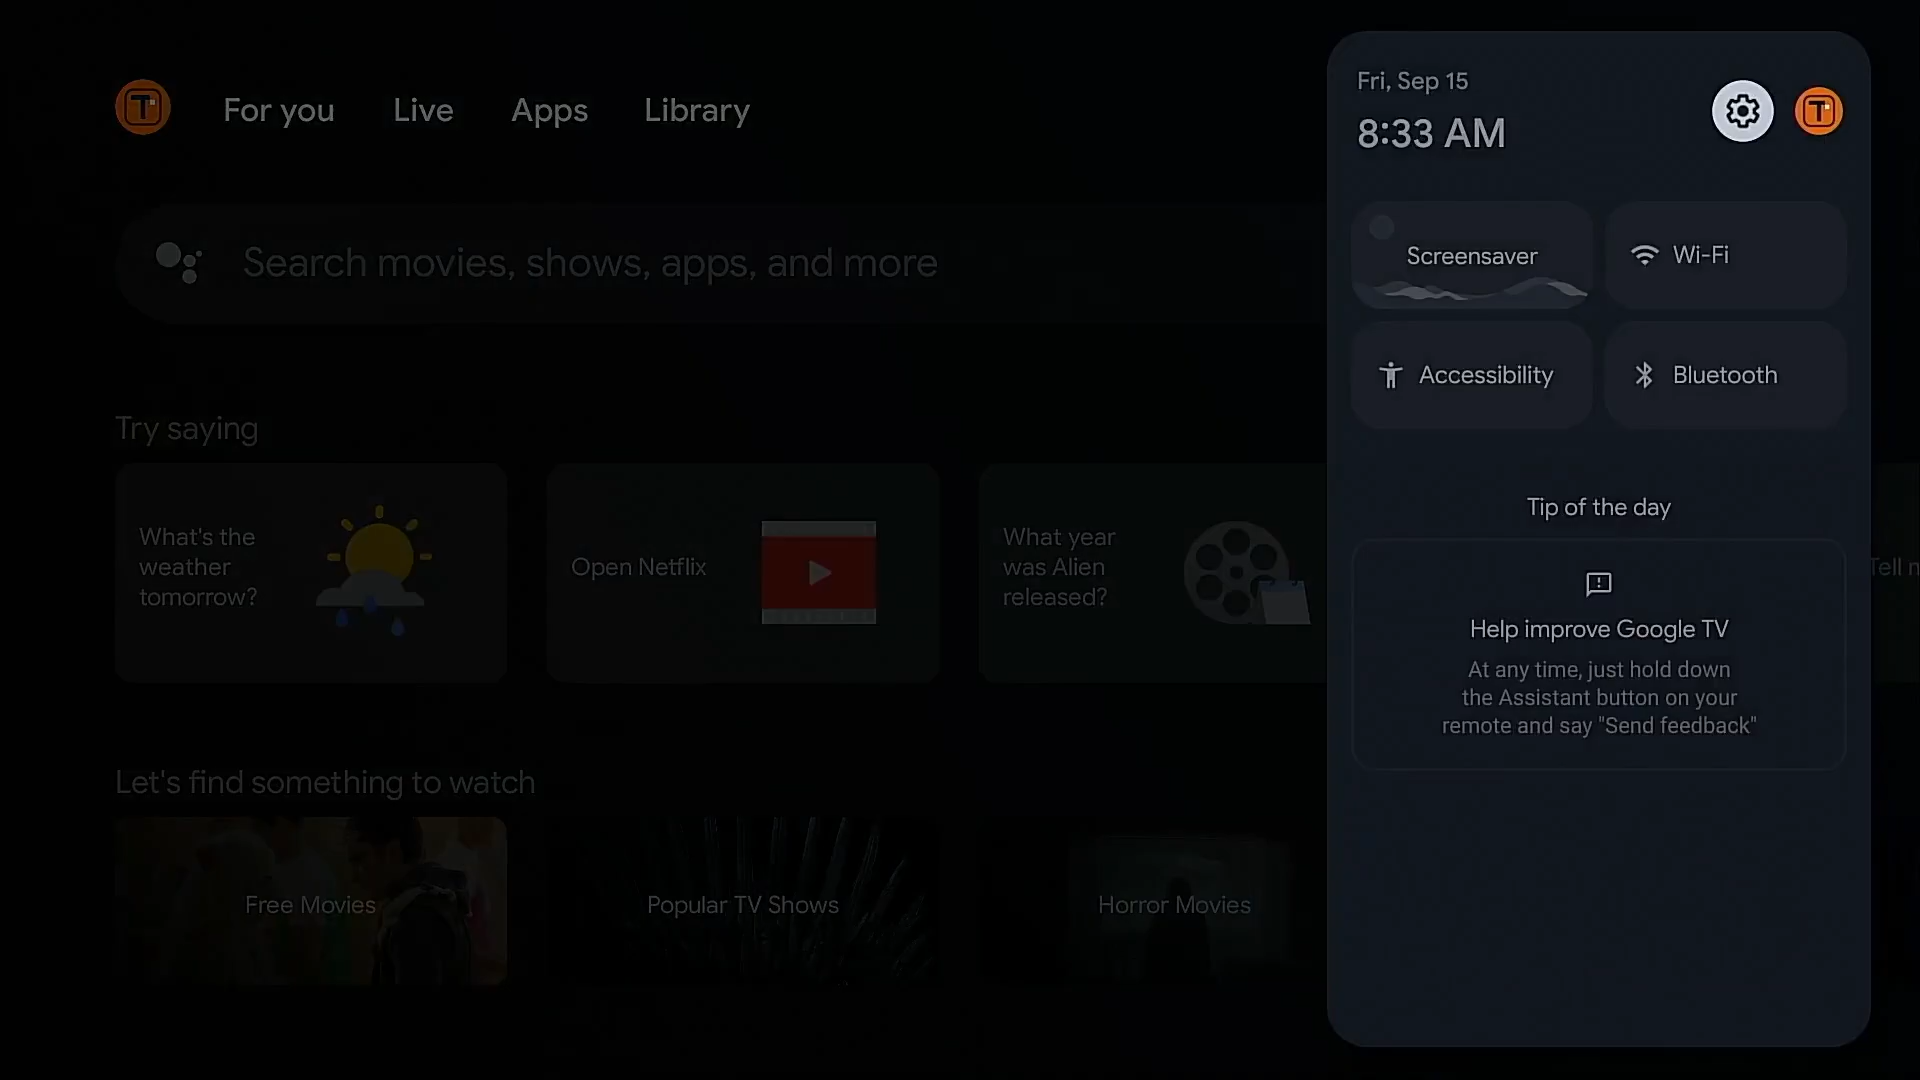 T
For you
Live
Apps
Library
Search movies, shows, apps, and more
Try saying
What's the
weather
tomorrow?
Open Netflix
What year
was Alien
released?
Tell
Let's find something to watch
Free Movies
Popular TV Shows
Horror Movies
Fri, Sep 15
8:33 AM
T
Screensaver
Wi-Fi
Accessibility
Bluetooth
Tip of the day
Help improve Google TV
At any time, just hold down
the Assistant button on your
remote and say "Send feedback"